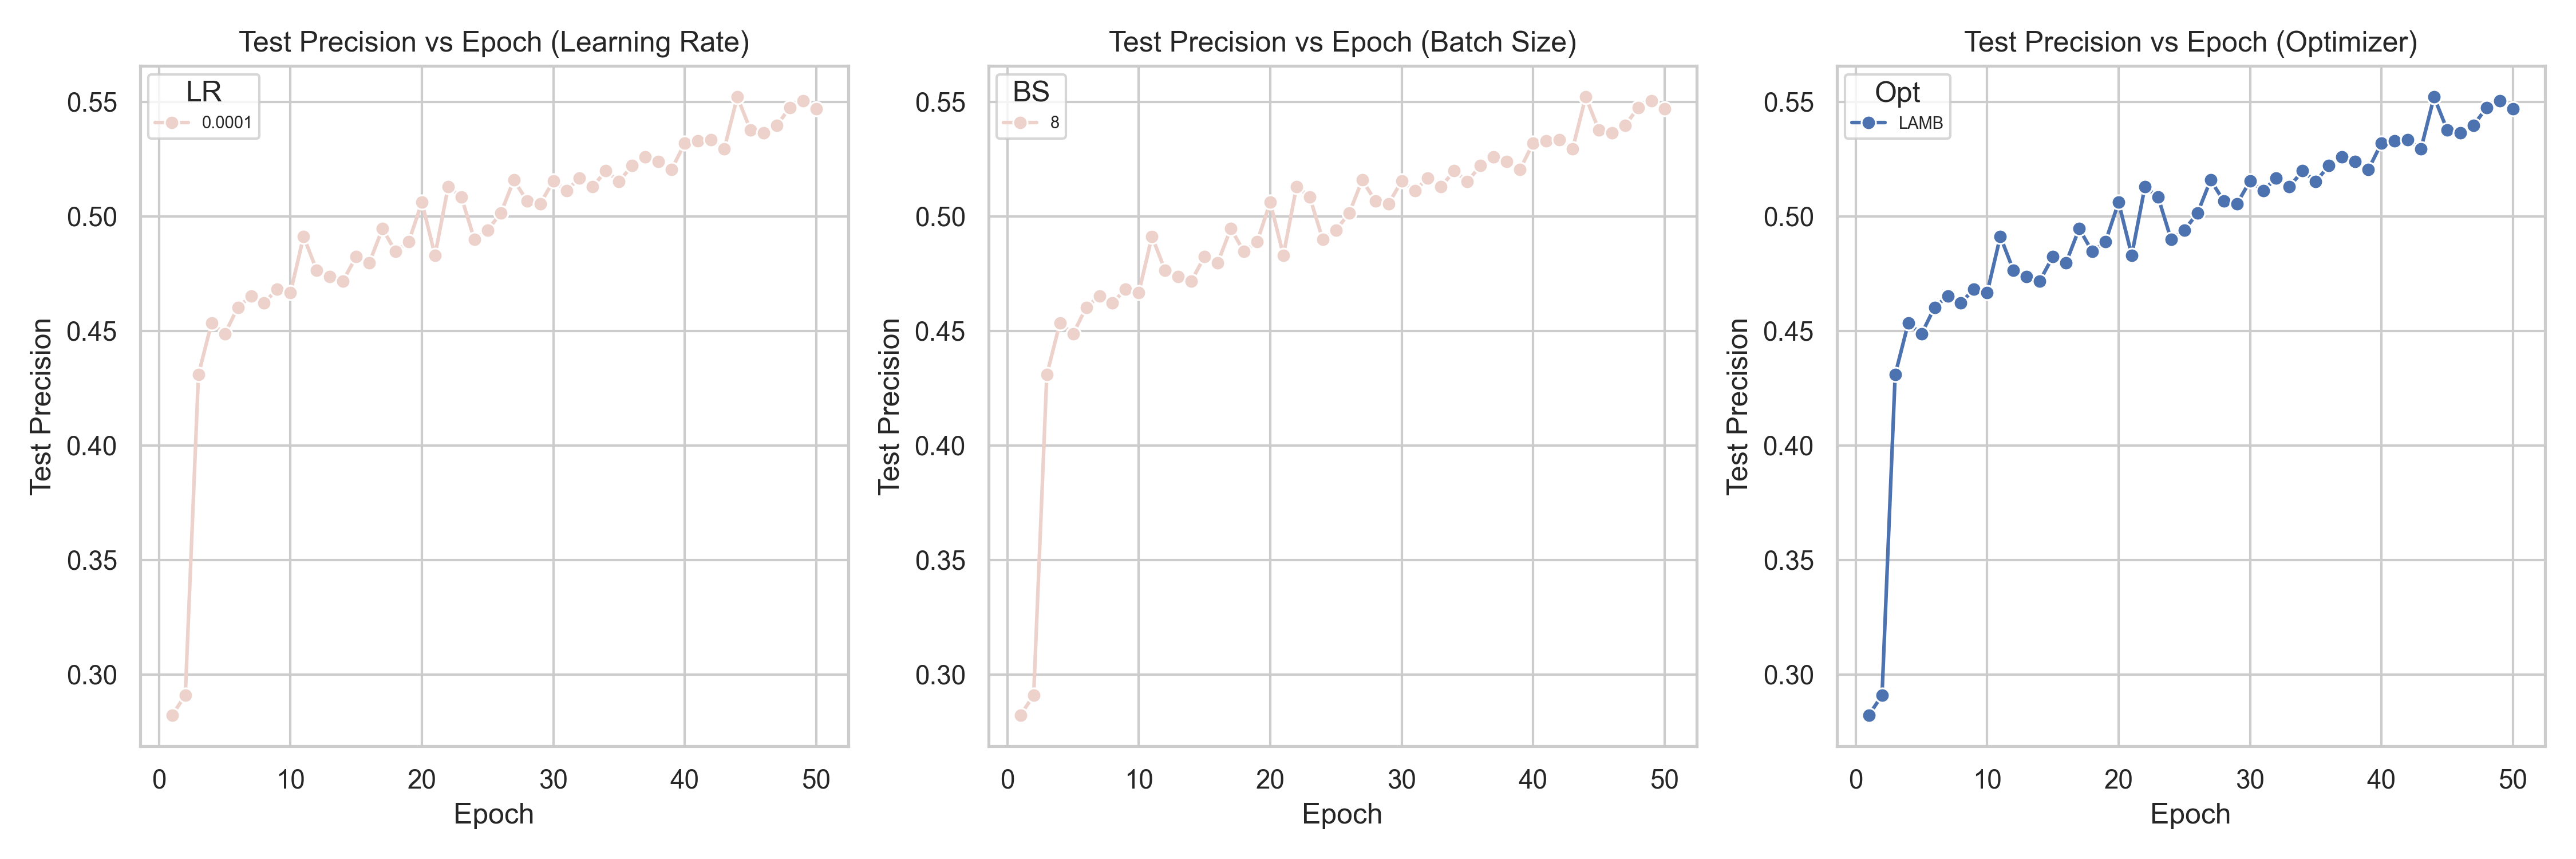 Test Precision vs Epoch (Learning Rate)
LR
0.0001
0.55
0.50
0.45
0.40
0.35
0.30
Test Precision
0 10 20 30 40 50
Epoch
Test Precision vs Epoch (Batch Size)
BS
8
0.55
0.50
0.45
0.40
0.35
0.30
Test Precision
0 10 20 30 40 50
Epoch
Test Precision vs Epoch (Optimizer)
Opt
LAMB
0.55
0.50
0.45
0.40
0.35
0.30
Test Precision
0 10 20 30 40 50
Epoch